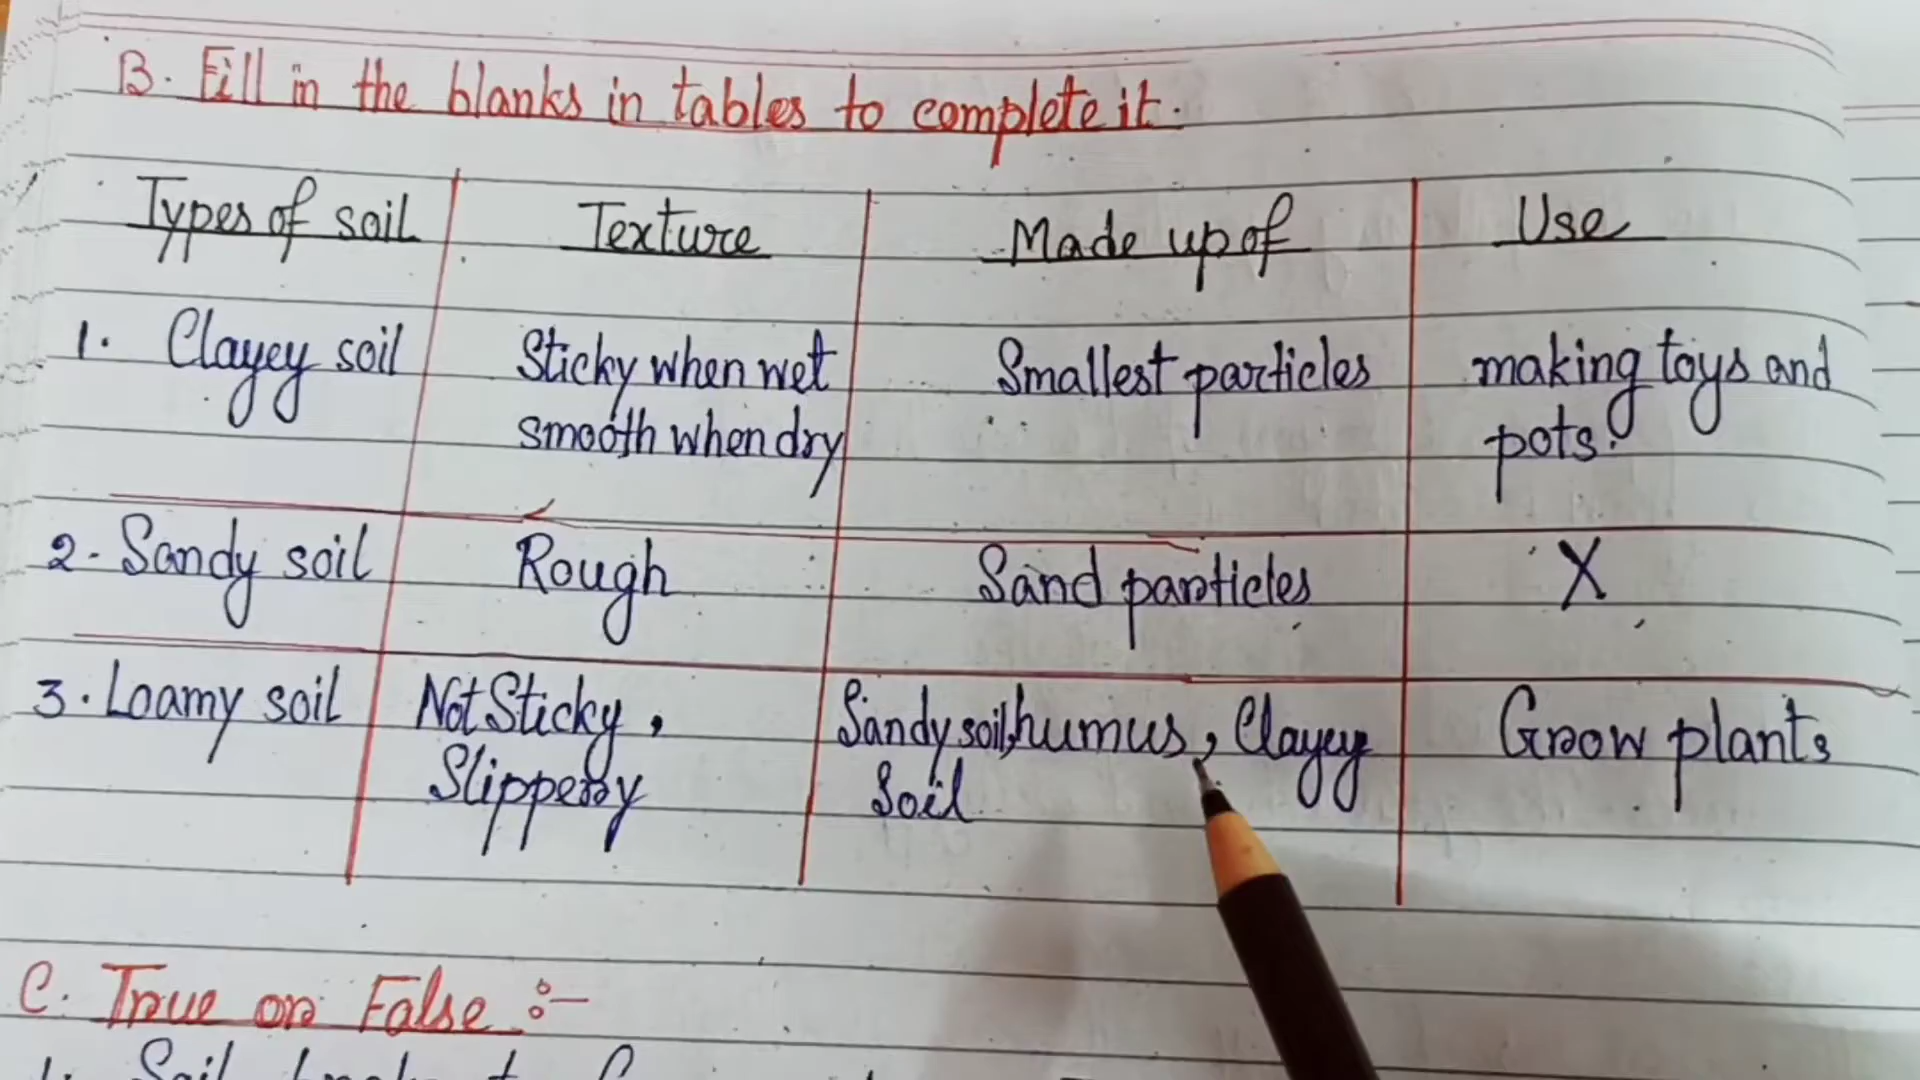 B. Fill in the blanks in tables to complete it.
Types of soil Texture Made up of Use
1. Clayey soil Sticky when wet Smallest particles making toys and
smooth when dry pots.
2- Sandy soil Rough Sand particles X
3. Loamy soil Not Sticky, Sandy soil, humus, Clayey Grow plants
Slippery Soil
C. True or False :-
1. Soil